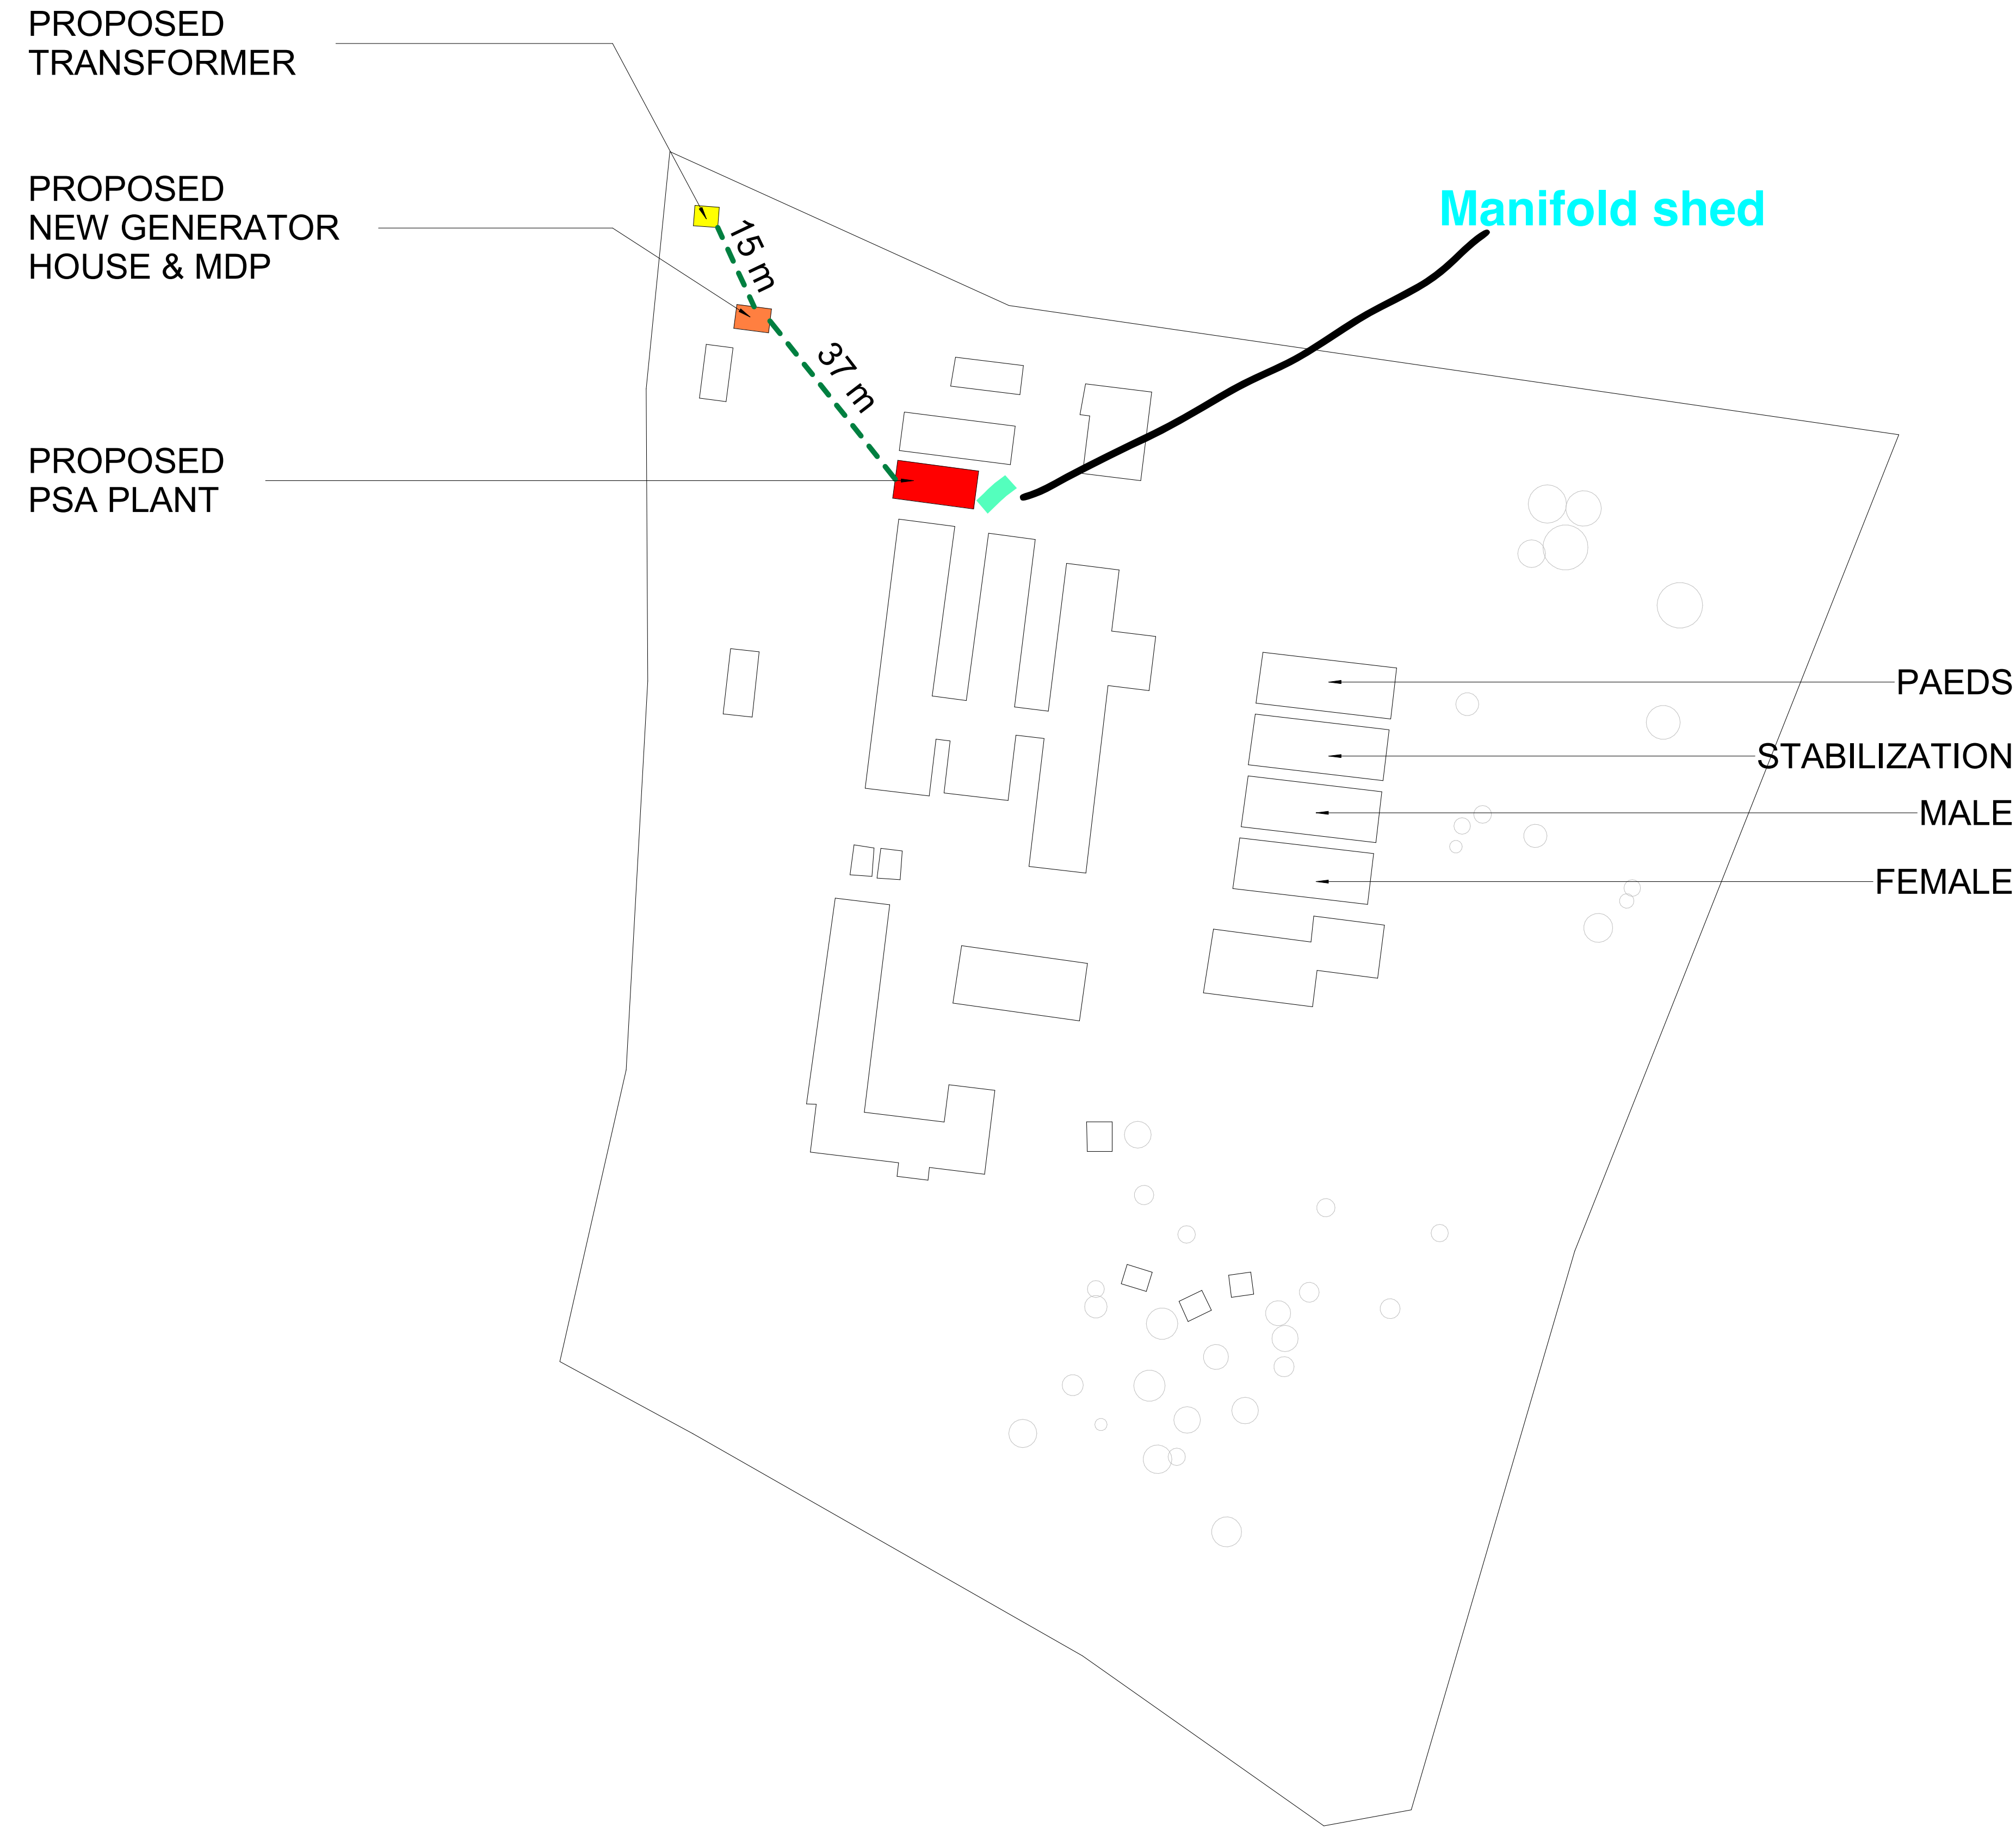 PROPOSED
TRANSFORMER
PROPOSED
NEW GENERATOR
HOUSE & MDP
Manifold shed
15 m
37 m
PROPOSED
PSA PLANT
PAEDS
STABILIZATION
MALE
FEMALE